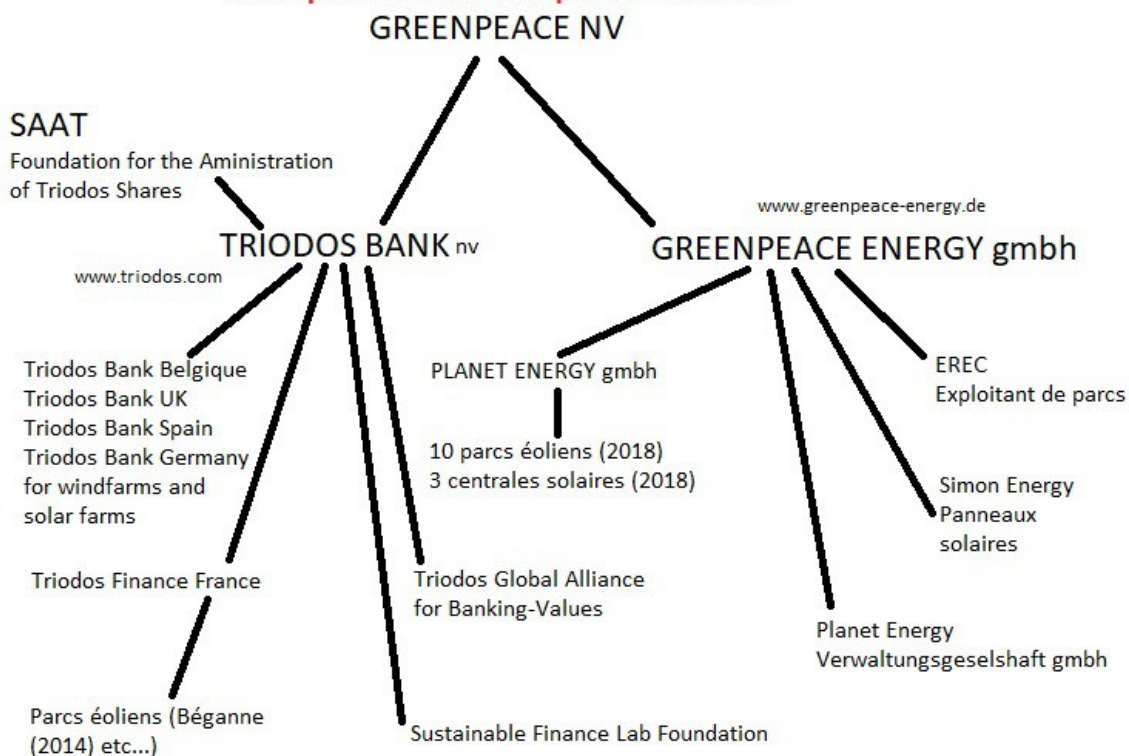 GREENPEACE NV
SAAT
Foundation for the Aministration
of Triodos Shares
www.greenpeace-energy.de
TRIODOS BANK nv
GREENPEACE ENERGY gmbh
www.triodos.com
Triodos Bank Belgique
Triodos Bank UK
Triodos Bank Spain
Triodos Bank Germany
for windfarms and
solar farms
PLANET ENERGY gmbh
10 parcs éoliens (2018)
3 centrales solaires (2018)
EREC
Exploitant de parcs
Simon Energy
Panneaux
solaires
Triodos Finance France
Triodos Global Alliance
for Banking-Values
Planet Energy
Verwaltungsgeselshaft gmbh
Parcs éoliens (Béganne
(2014) etc...)
Sustainable Finance Lab Foundation